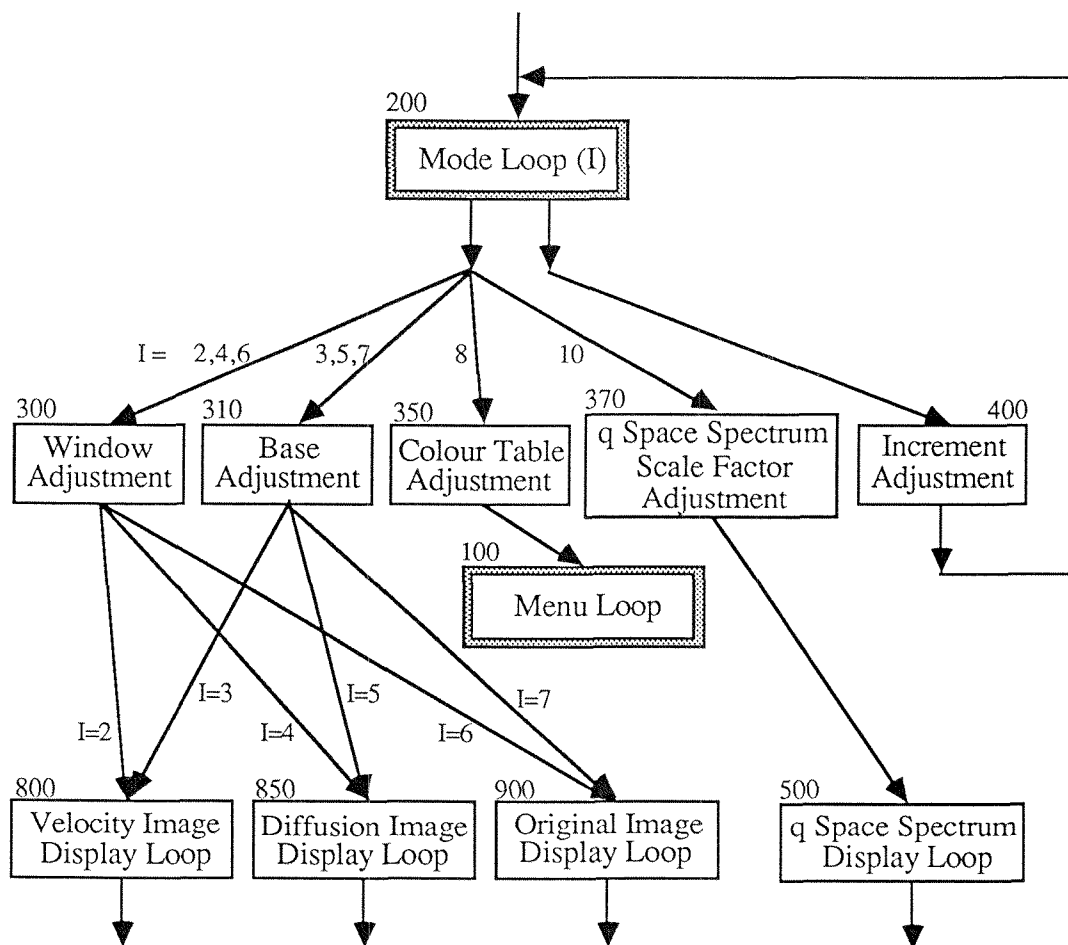 200
Mode Loop (I)
I = 2,4,6
3,5,7
8
10
300
Window
Adjustment
310
Base
Adjustment
350
Colour Table
Adjustment
370
q Space Spectrum
Scale Factor
Adjustment
400
Increment
Adjustment
100
Menu Loop
I=2
I=3
I=4
I=5
I=6
I=7
800
Velocity Image
Display Loop
850
Diffusion Image
Display Loop
900
Original Image
Display Loop
500
q Space Spectrum
Display Loop